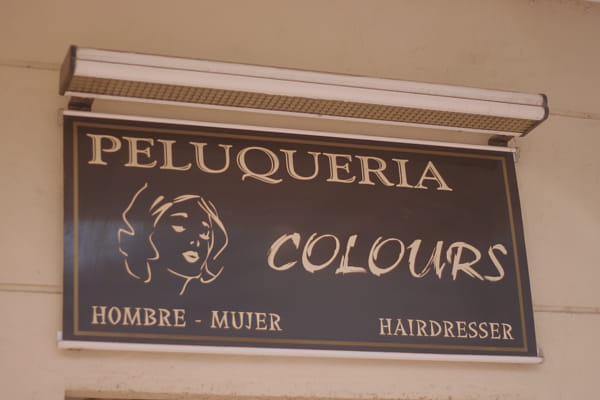 PELUQUERIA
COLOURS
HOMBRE - MUJER
HAIRDRESSER